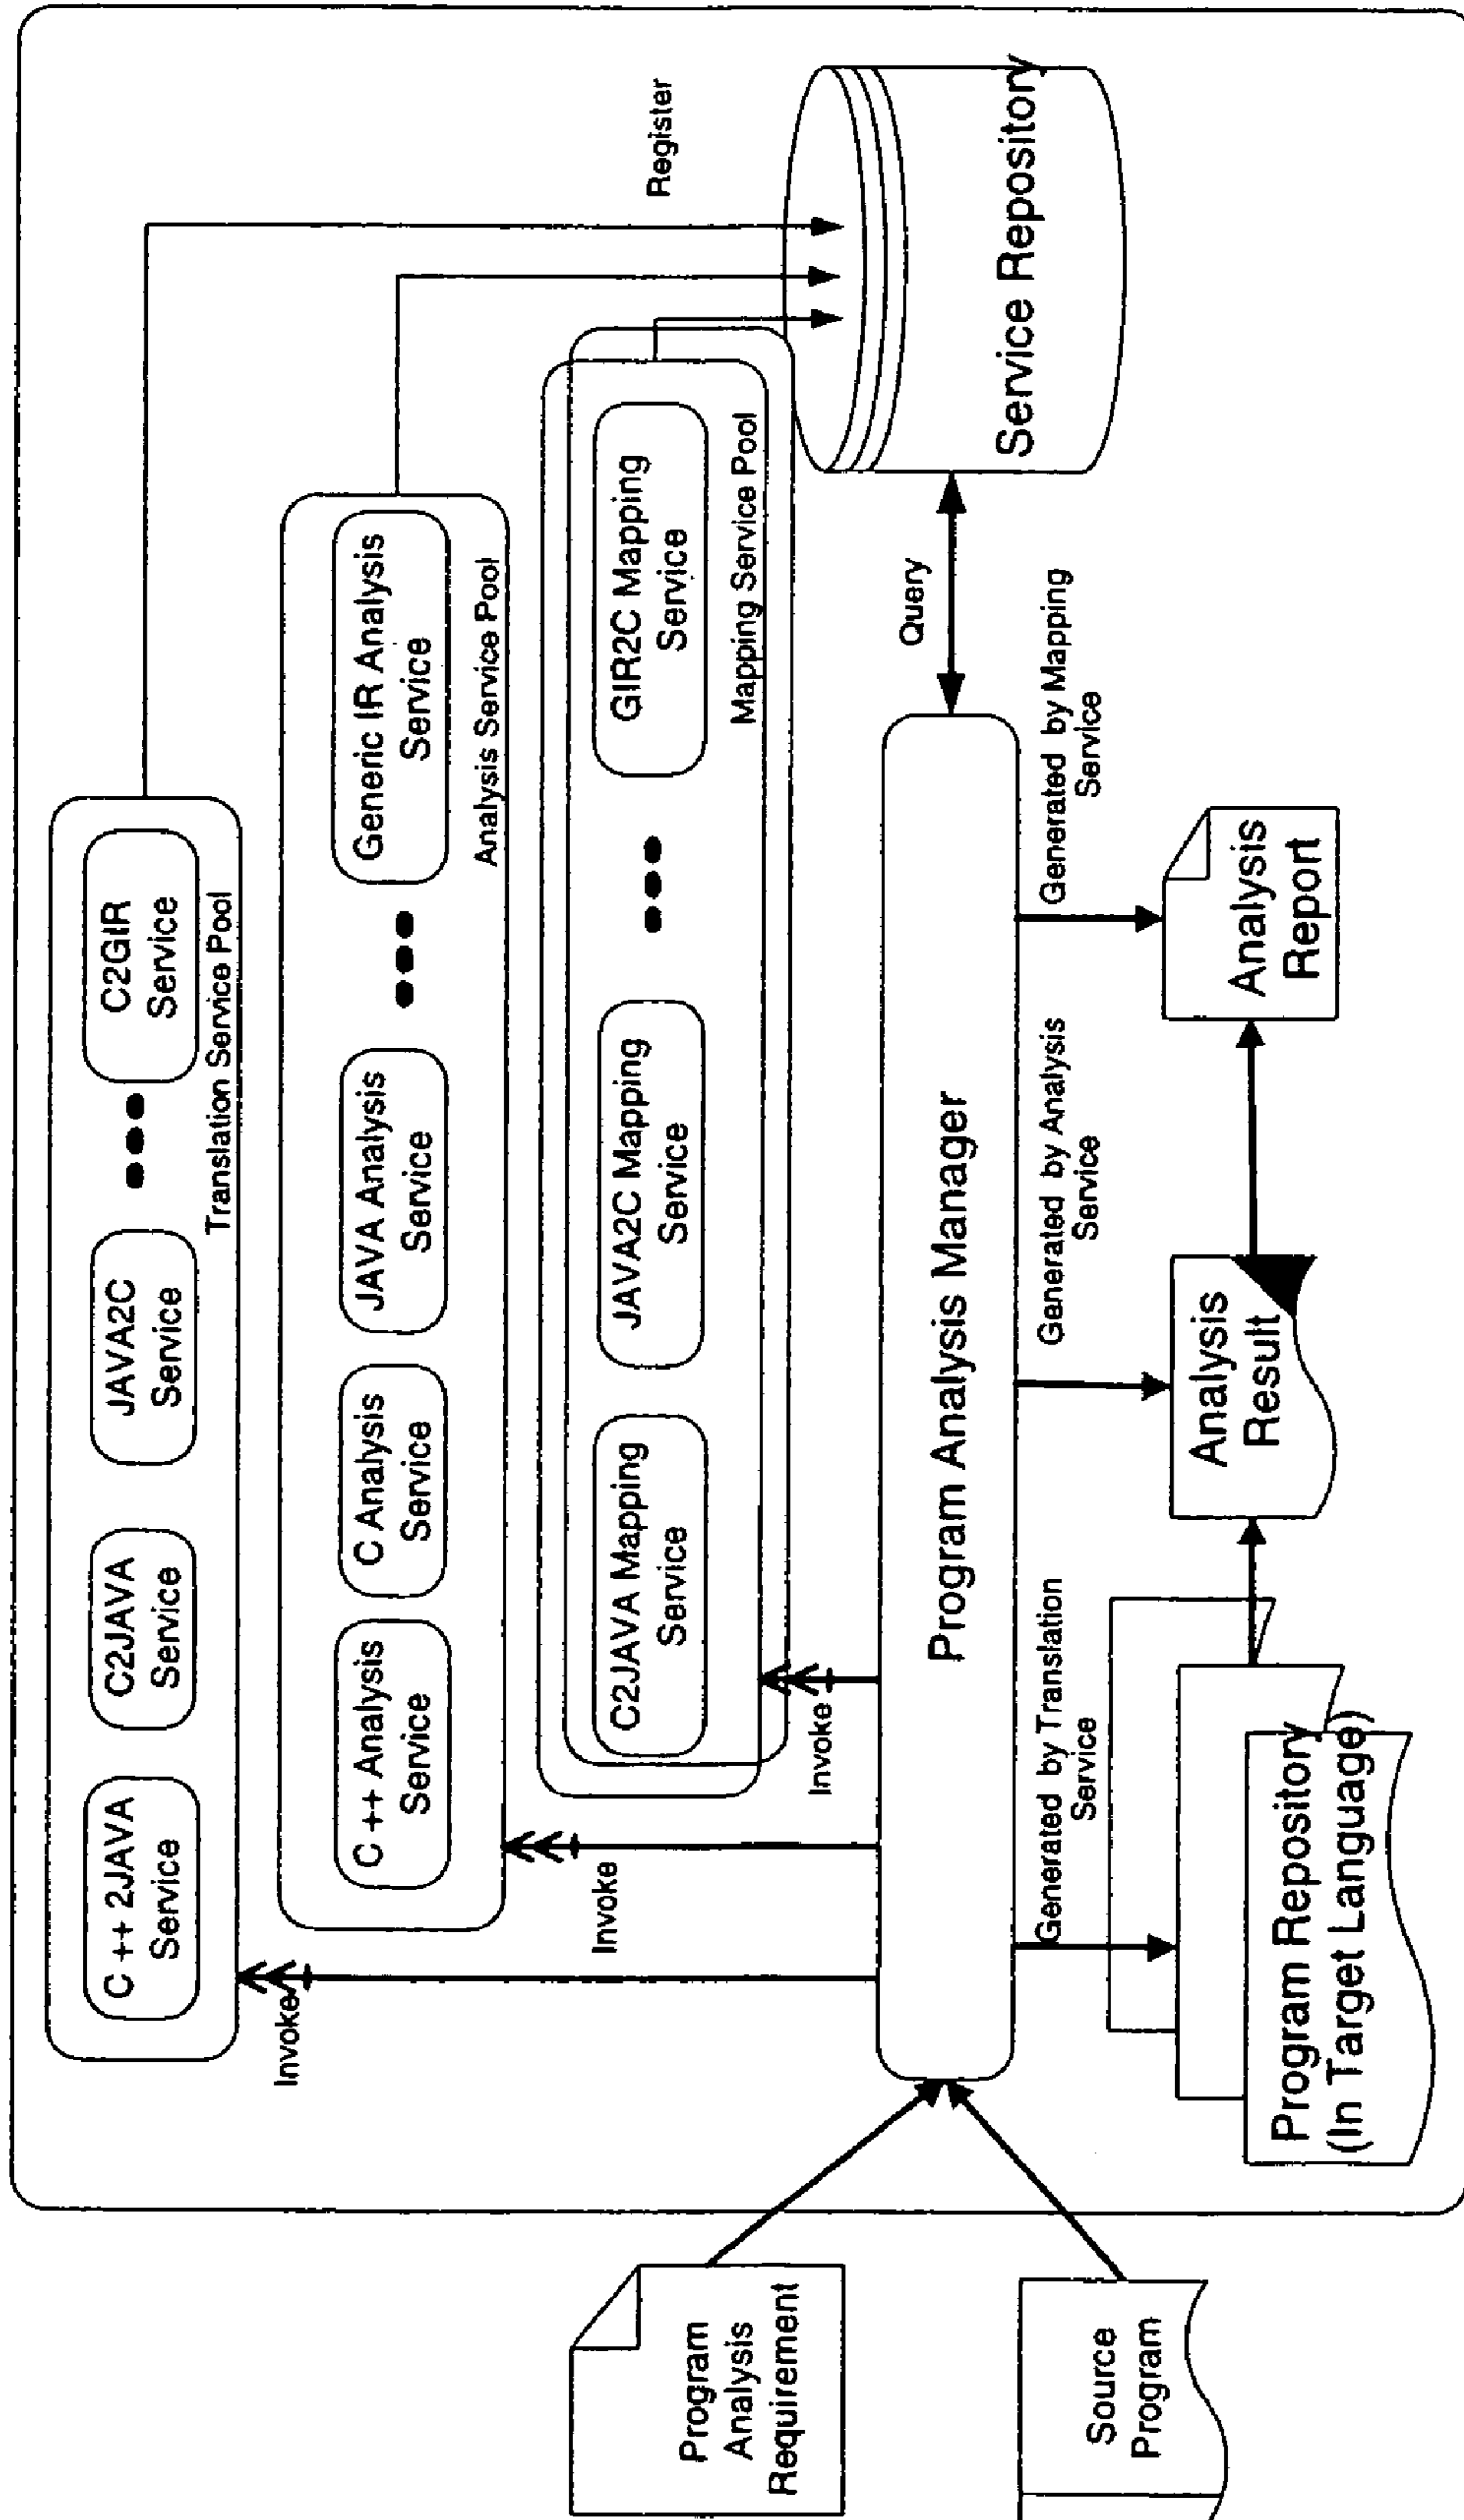 C ++ 2JAVA
Service
C2JAVA
Service
JAVA2C
Service
C2GIR
Service
Translation Service Pool
Invoke
C ++ Analysis
Service
C Analysis
Service
JAVA Analysis
Service
Generic IR Analysis
Service
Analysis Service Pool
Invoke
C2JAVA Mapping
Service
JAVA2C Mapping
Service
GIR2C Mapping
Service
Mapping Service Pool
Invoke
Register
Program
Analysis
Requirement
Source
Program
Program Analysis Manager
Query
Service Repository
Generated by Translation
Service
Generated by Analysis
Service
Generated by Mapping
Service
Program Repository
(In Target Language)
Analysis
Result
Analysis
Report